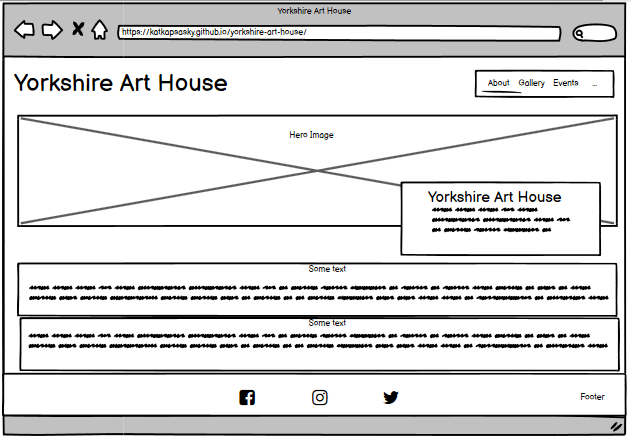 Yorkshire Art House
https://katkapsasky.github.io/yorkshire-art-house/
Yorkshire Art House
About Gallery Events ...
Hero Image
Yorkshire Art House
Some text
Some text
Footer